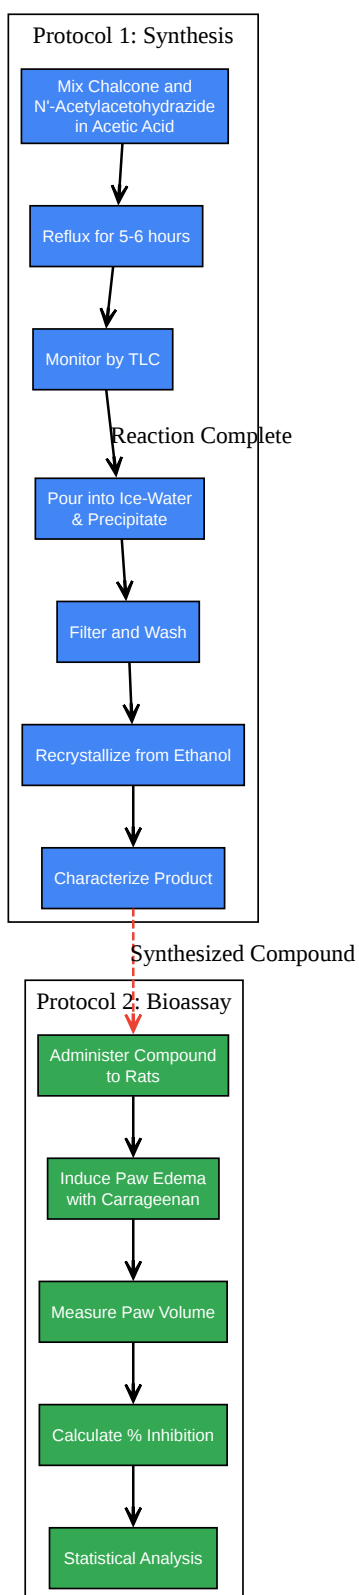 Protocol 1: Synthesis
Mix Chalcone and
N'-Acetylacetohydrazide
in Acetic Acid
Reflux for 5-6 hours
Monitor by TLC
Reaction Complete
Pour into Ice-Water
& Precipitate
Filter and Wash
Recrystallize from Ethanol
Characterize Product
Synthesized Compound
Protocol 2: Bioassay
Administer Compound
to Rats
Induce Paw Edema
with Carrageenan
Measure Paw Volume
Calculate % Inhibition
Statistical Analysis